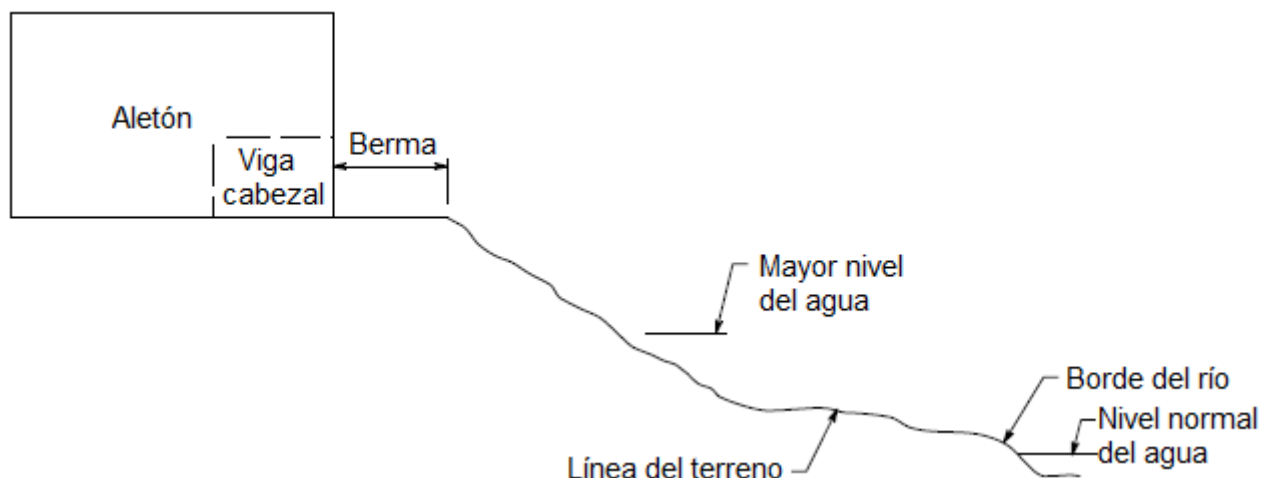 Aletón
Berma
Viga
cabezal
Mayor nivel
del agua
Borde del río
Nivel normal
del agua
Línea del terreno